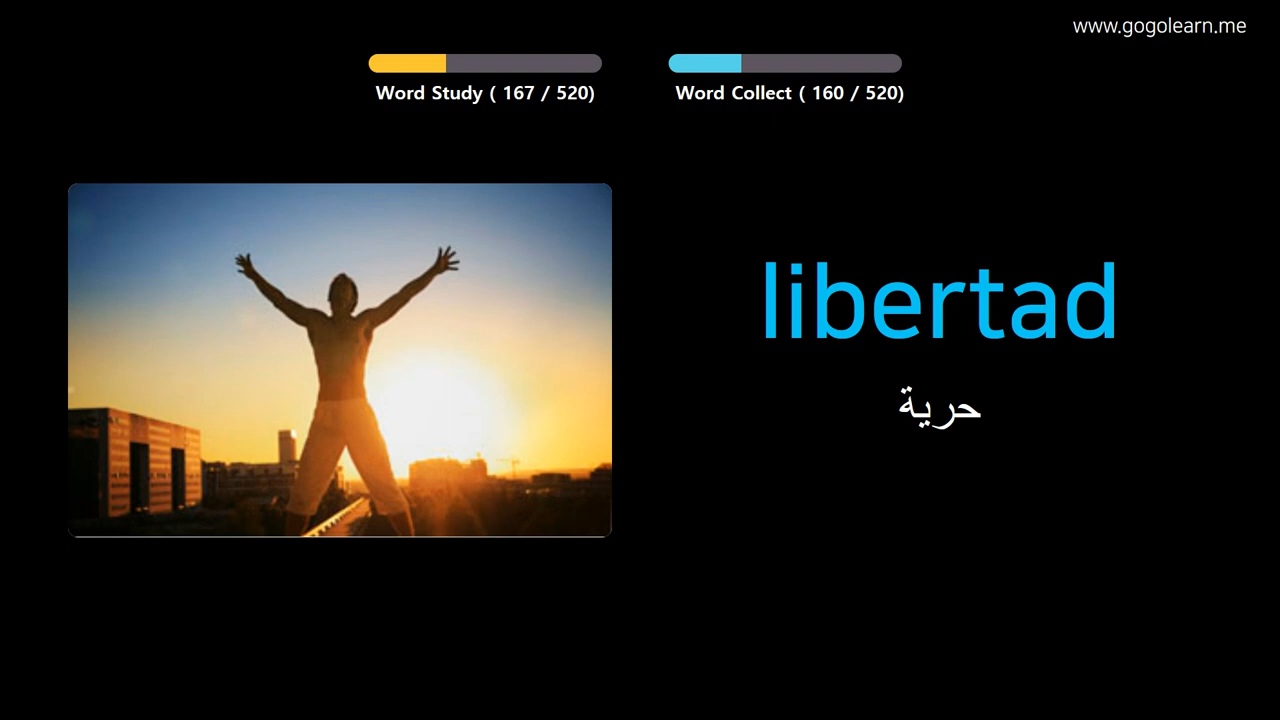 www.gogolearn.me
Word Study ( 167 / 520)
Word Collect ( 160 / 520)
libertad
حرية